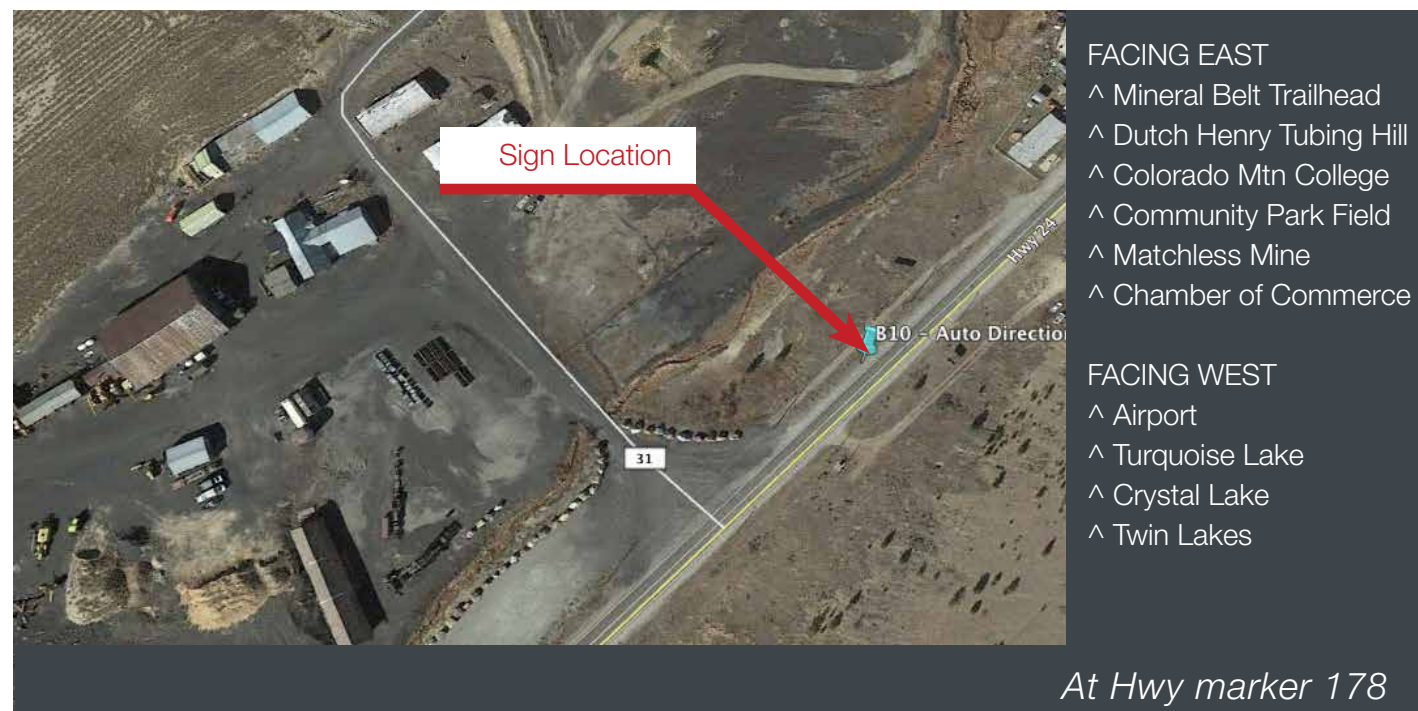 Sign Location
Hwy 24
B10 - Auto Direction
31
FACING EAST
^ Mineral Belt Trailhead
^ Dutch Henry Tubing Hill
^ Colorado Mtn College
^ Community Park Field
^ Matchless Mine
^ Chamber of Commerce
FACING WEST
^ Airport
^ Turquoise Lake
^ Crystal Lake
^ Twin Lakes
At Hwy marker 178